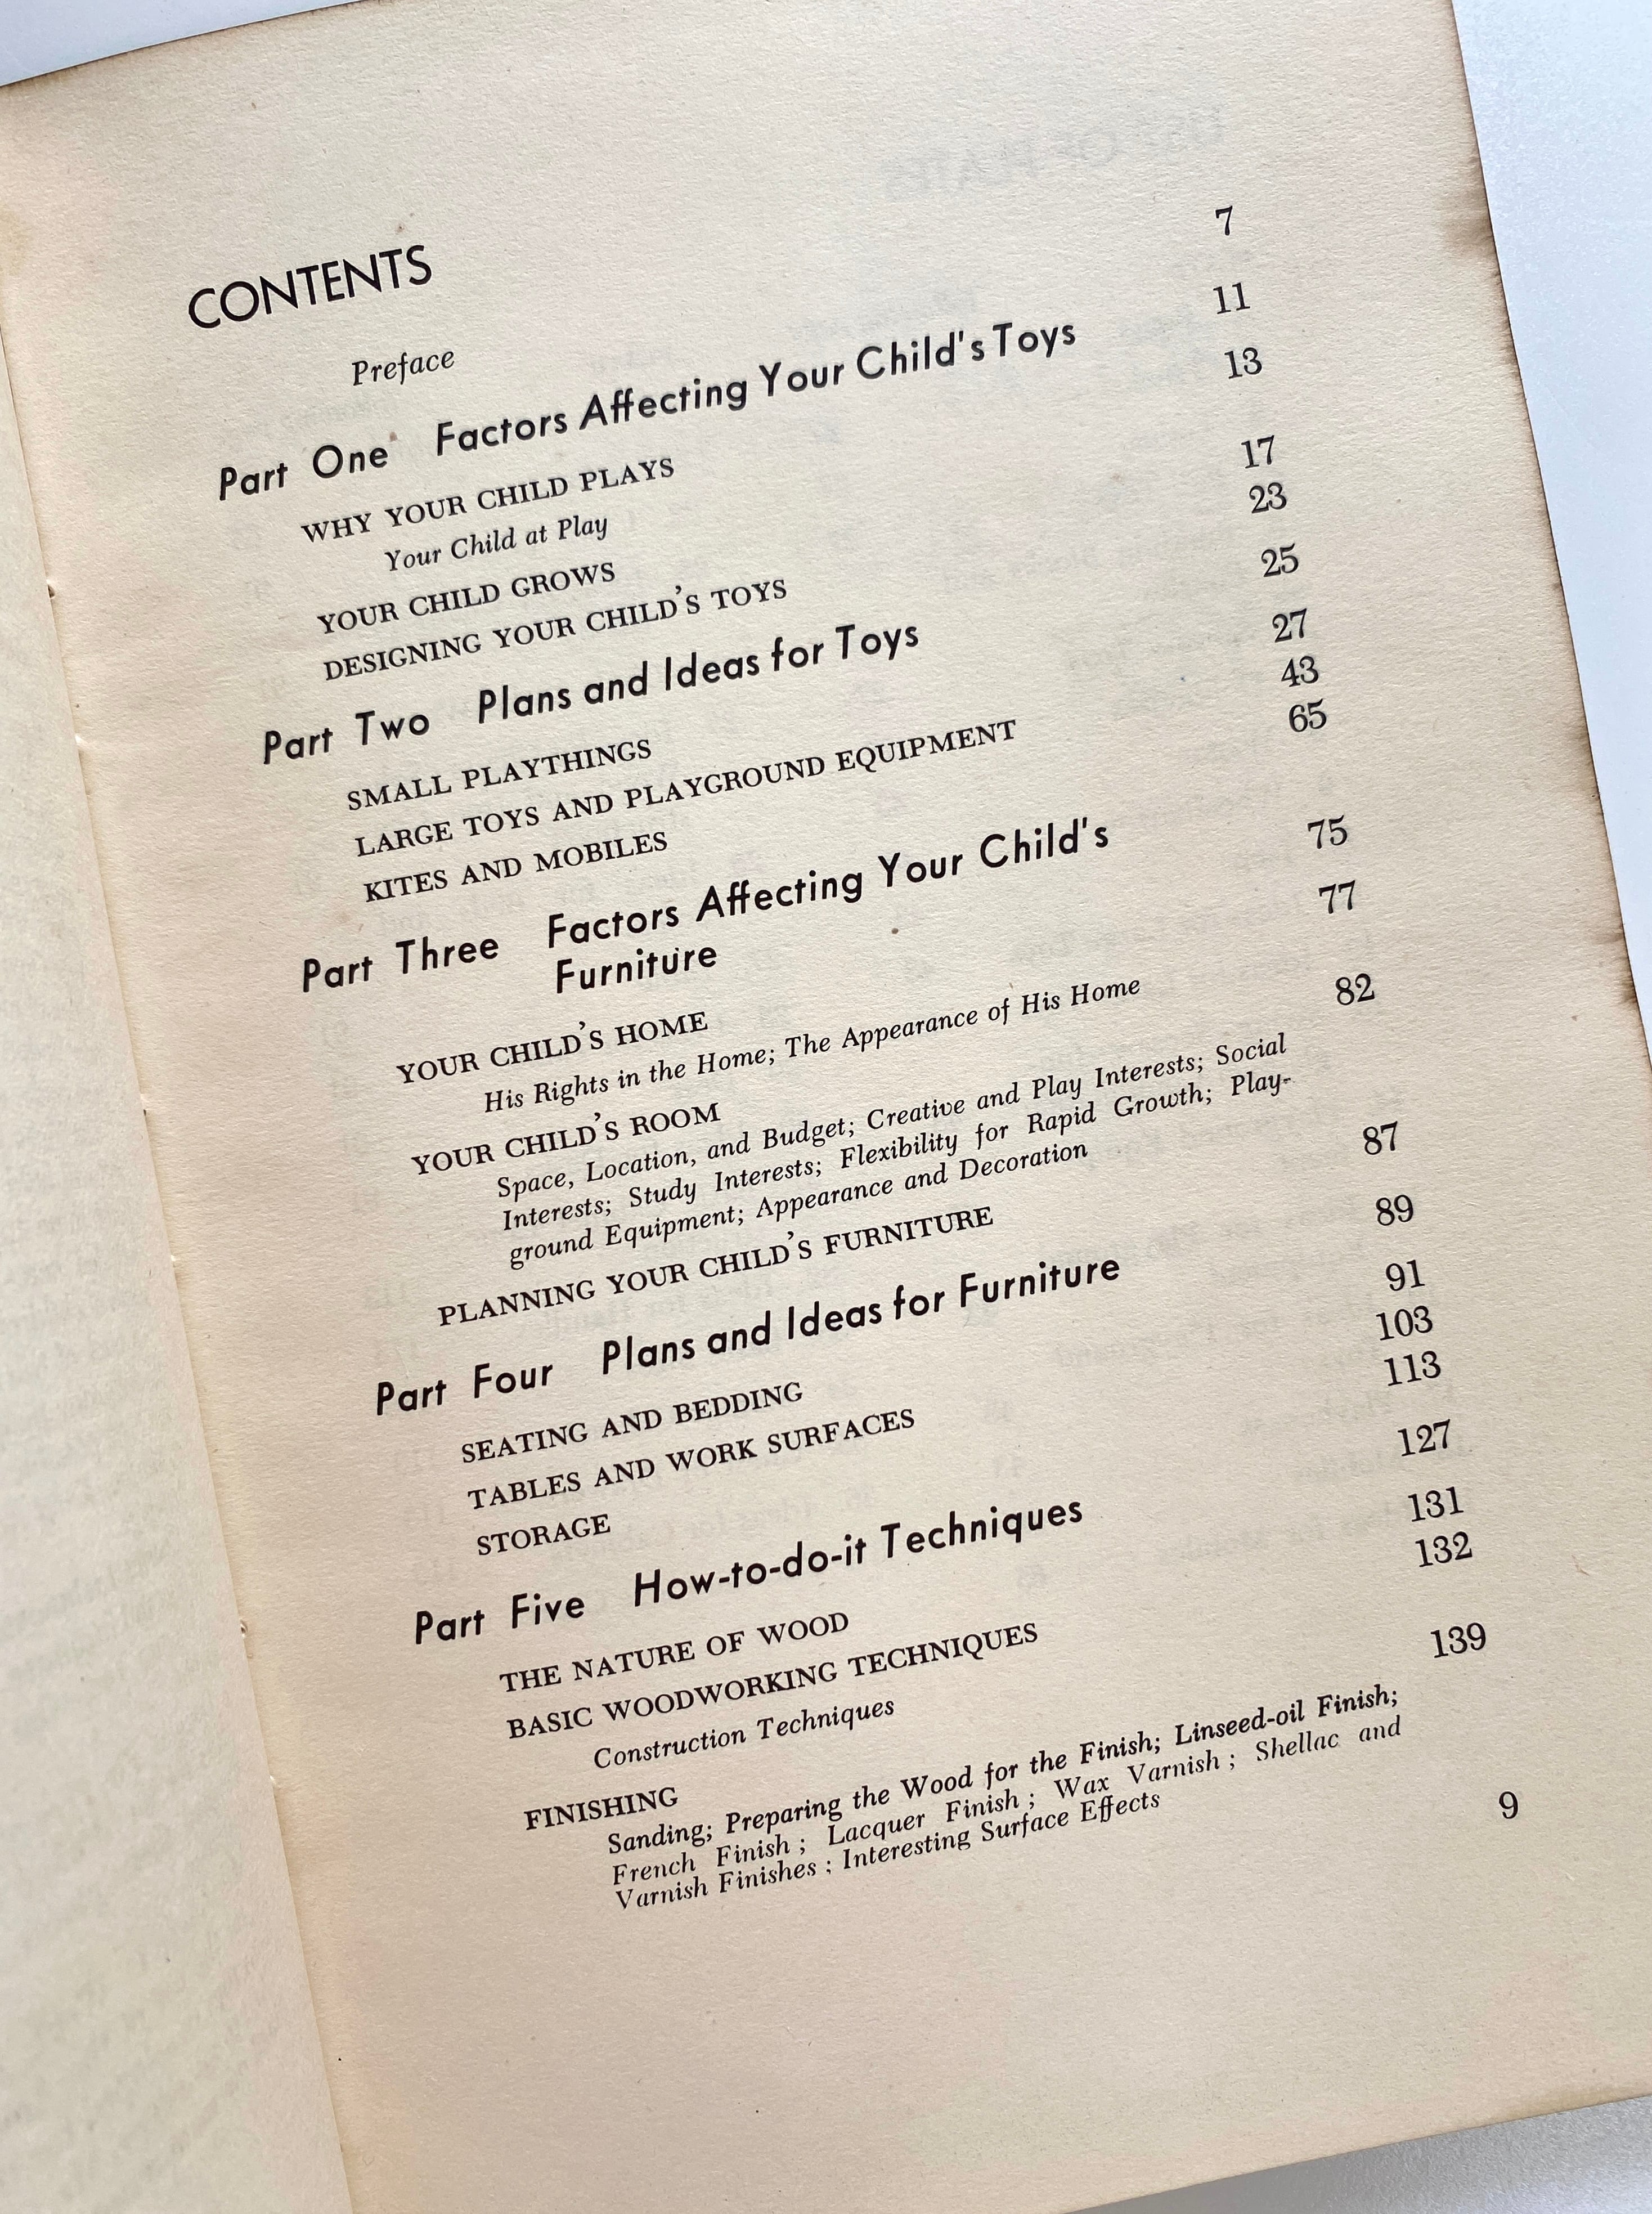 CONTENTS
Preface 7
Part One Factors Affecting Your Child's Toys 11
WHY YOUR CHILD PLAYS 13
Your Child at Play
YOUR CHILD GROWS 17
DESIGNING YOUR CHILD'S TOYS 23
Part Two Plans and Ideas for Toys 25
SMALL PLAYTHINGS 27
LARGE TOYS AND PLAYGROUND EQUIPMENT 43
KITES AND MOBILES 65
Part Three Factors Affecting Your Child's
Furniture 75
YOUR CHILD'S HOME 77
His Rights in the Home; The Appearance of His Home
YOUR CHILD'S ROOM 82
Space, Location, and Budget; Creative and Play Interests; Social
Interests; Study Interests; Flexibility for Rapid Growth; Play-
ground Equipment; Appearance and Decoration
PLANNING YOUR CHILD'S FURNITURE 87
Part Four Plans and Ideas for Furniture 89
SEATING AND BEDDING 91
TABLES AND WORK SURFACES 103
STORAGE 113
Part Five How-to-do-it Techniques 127
THE NATURE OF WOOD 131
BASIC WOODWORKING TECHNIQUES 132
Construction Techniques
FINISHING 139
Sanding; Preparing the Wood for the Finish; Linseed-oil Finish;
French Finish ; Lacquer Finish ; Wax Varnish ; Shellac and
Varnish Finishes ; Interesting Surface Effects
9